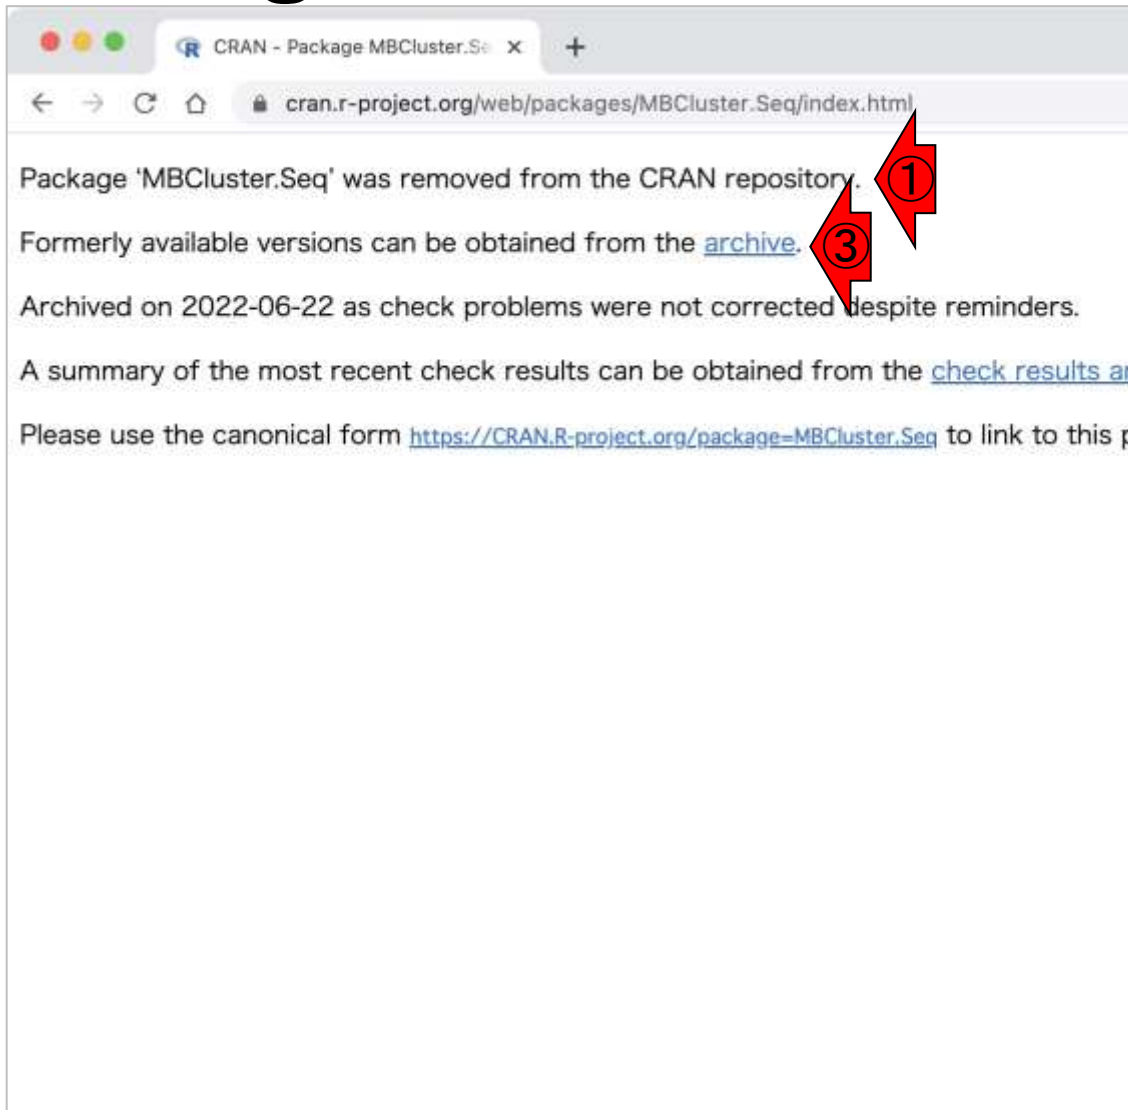 CRAN - Package MBCluster.Se
cran.r-project.org/web/packages/MBCluster.Seq/index.html
Package 'MBCluster.Seq' was removed from the CRAN repository. ①
Formerly available versions can be obtained from the archive. ③
Archived on 2022-06-22 as check problems were not corrected despite reminders.
A summary of the most recent check results can be obtained from the check results
Please use the canonical form https://CRAN.R-project.org/package=MBCluster.Seq to link to this